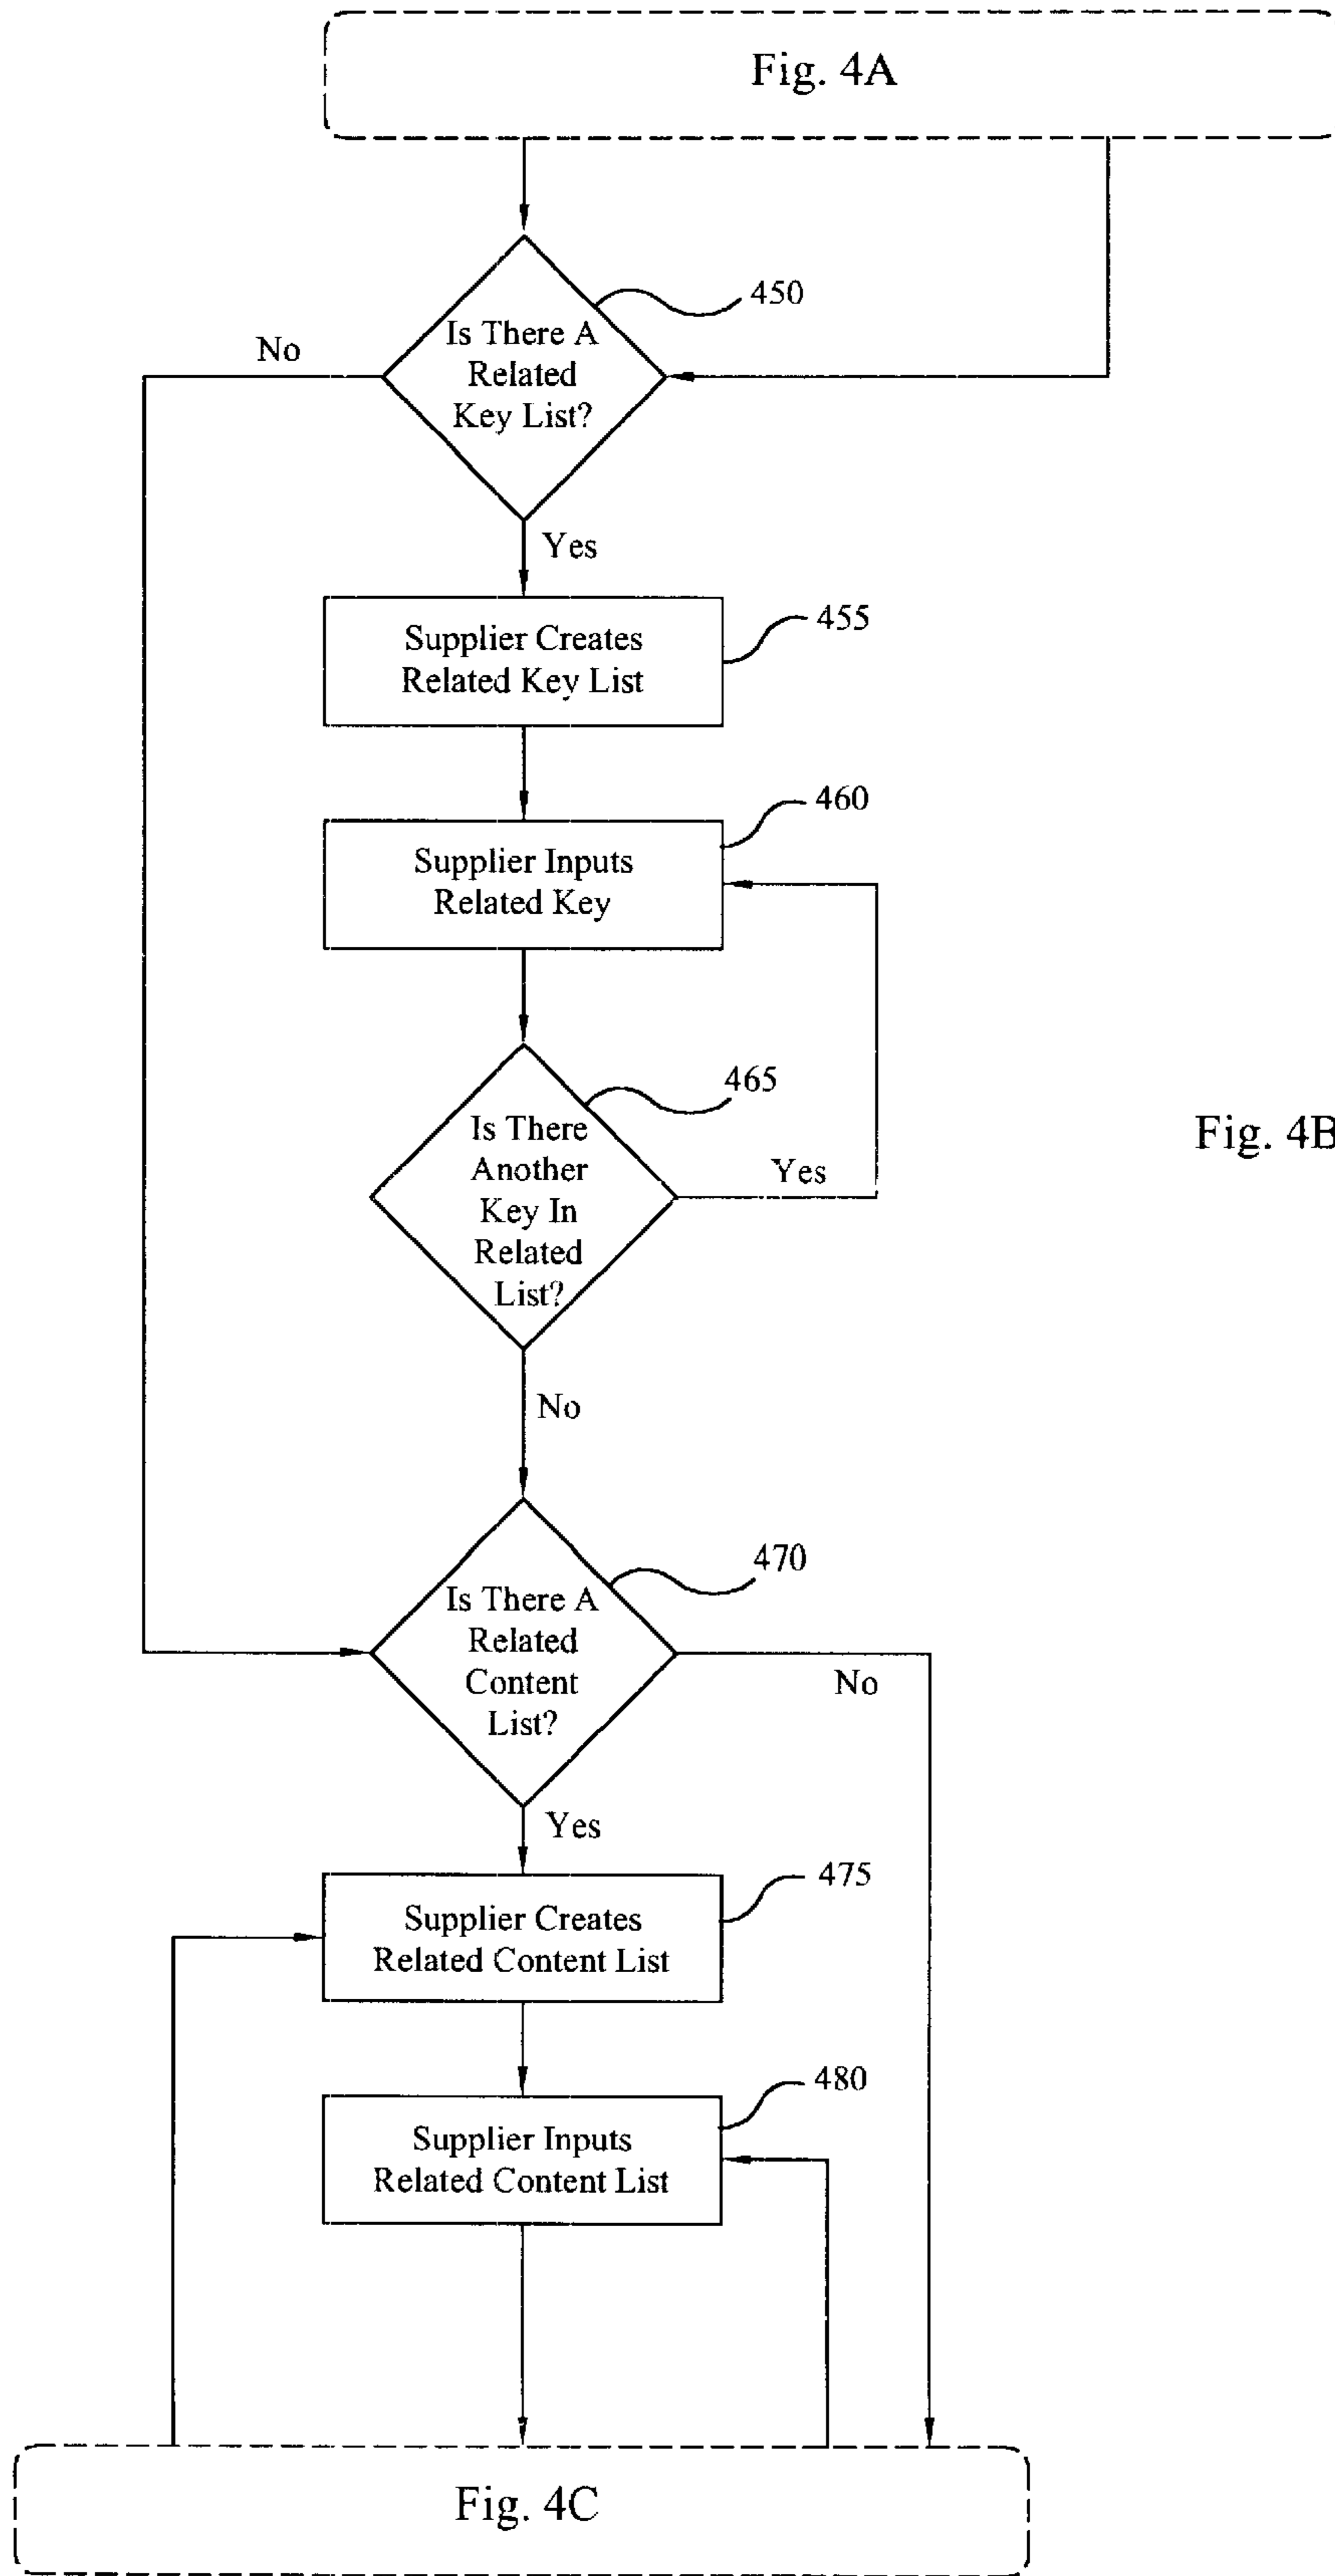 Fig. 4A
450
Is There A
Related
Key List?
No
Yes
455
Supplier Creates
Related Key List
460
Supplier Inputs
Related Key
465
Is There
Another
Key In
Related
List?
Yes
Fig. 4B
No
470
Is There A
Related
Content
List?
No
Yes
475
Supplier Creates
Related Content List
480
Supplier Inputs
Related Content List
Fig. 4C